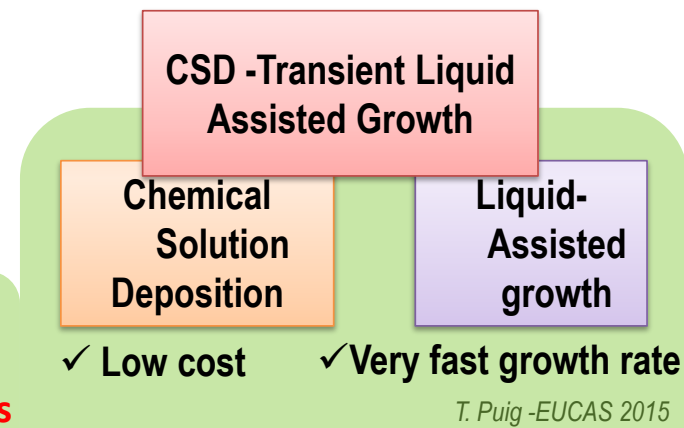 CSD -Transient Liquid
Assisted Growth
Chemical
Solution
Deposition
Liquid-
Assisted
growth
✓ Low cost
✓Very fast growth rate
s
T. Puig -EUCAS 2015